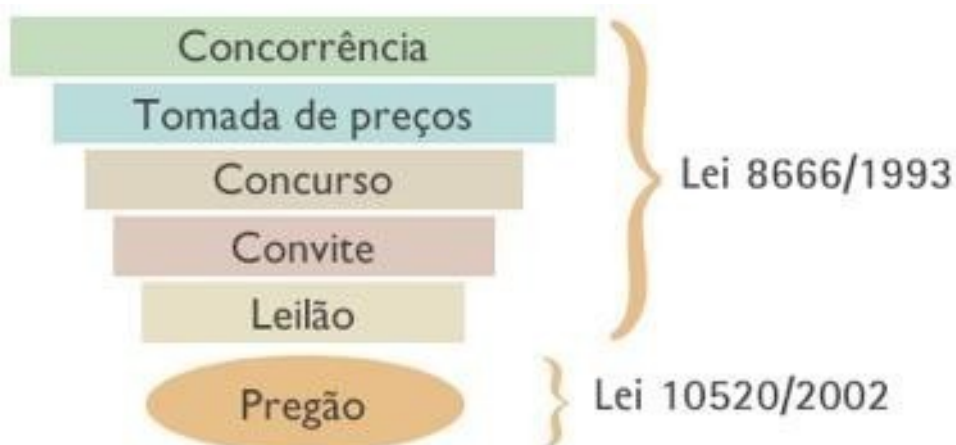 Concorrência
Tomada de preços
Concurso
Lei 8666/1993
Convite
Leilão
Pregão
Lei 10520/2002